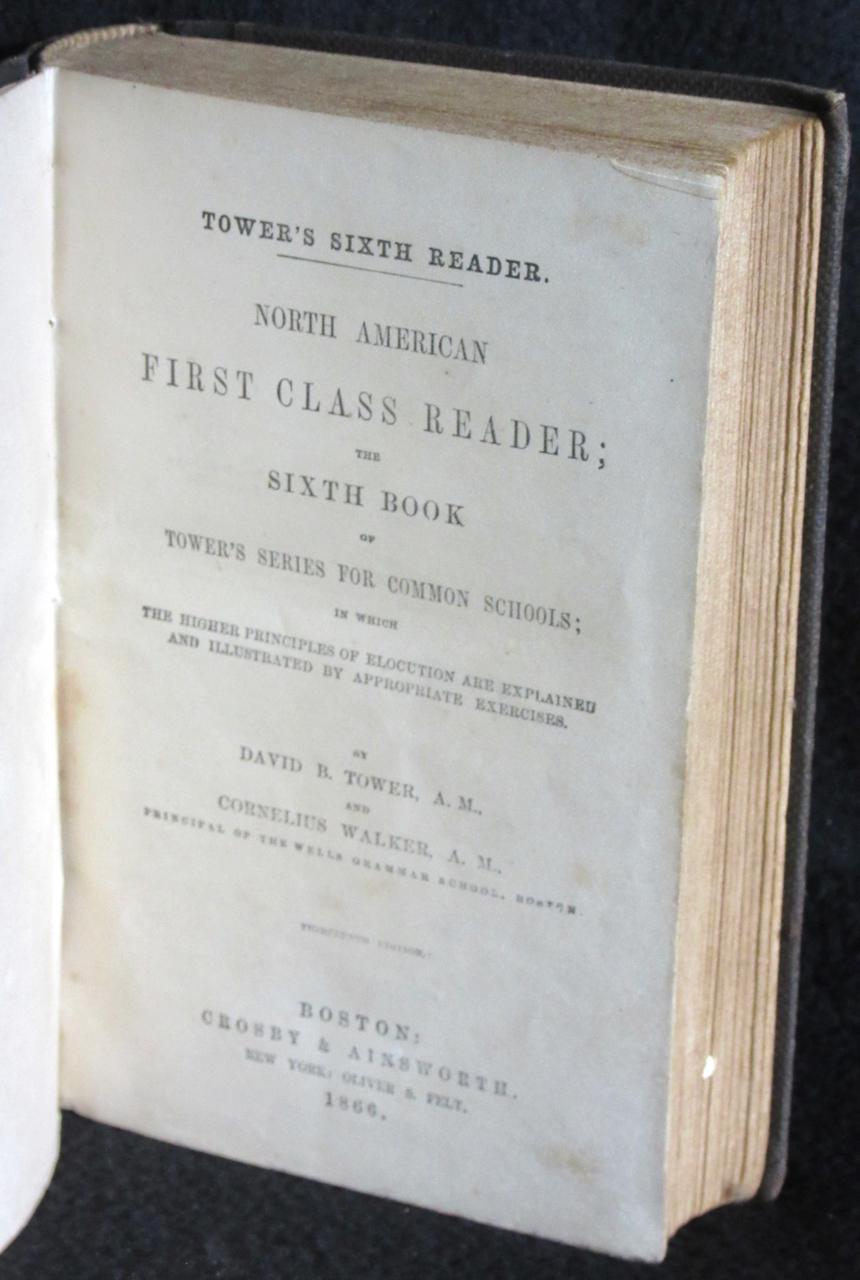 TOWER'S SIXTH READER.
NORTH AMERICAN
FIRST CLASS READER;
THE
SIXTH BOOK
OF
TOWER'S SERIES FOR COMMON SCHOOLS;
IN WHICH
THE HIGHER PRINCIPLES OF ELOCUTION ARE EXPLAINED
AND ILLUSTRATED BY APPROPRIATE EXERCISES.
BY
DAVID B. TOWER, A. M.,
AND
CORNELIUS WALKER, A. M.,
PRINCIPAL OF THE WELLS GRAMMAR SCHOOL, BOSTON.
THIRTEENTH EDITION.
BOSTON:
CROSBY & AINSWORTH.
NEW YORK: OLIVER S. FELT.
1866.